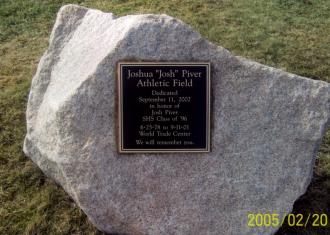 Joshua "Josh" Piver
Athletic Field
Dedicated
September 11, 2002
in honor of
Josh Piver
SHS Class of '96
8-23-78 to 9-11-01
World Trade Center
We will remember you.
2005/02/20